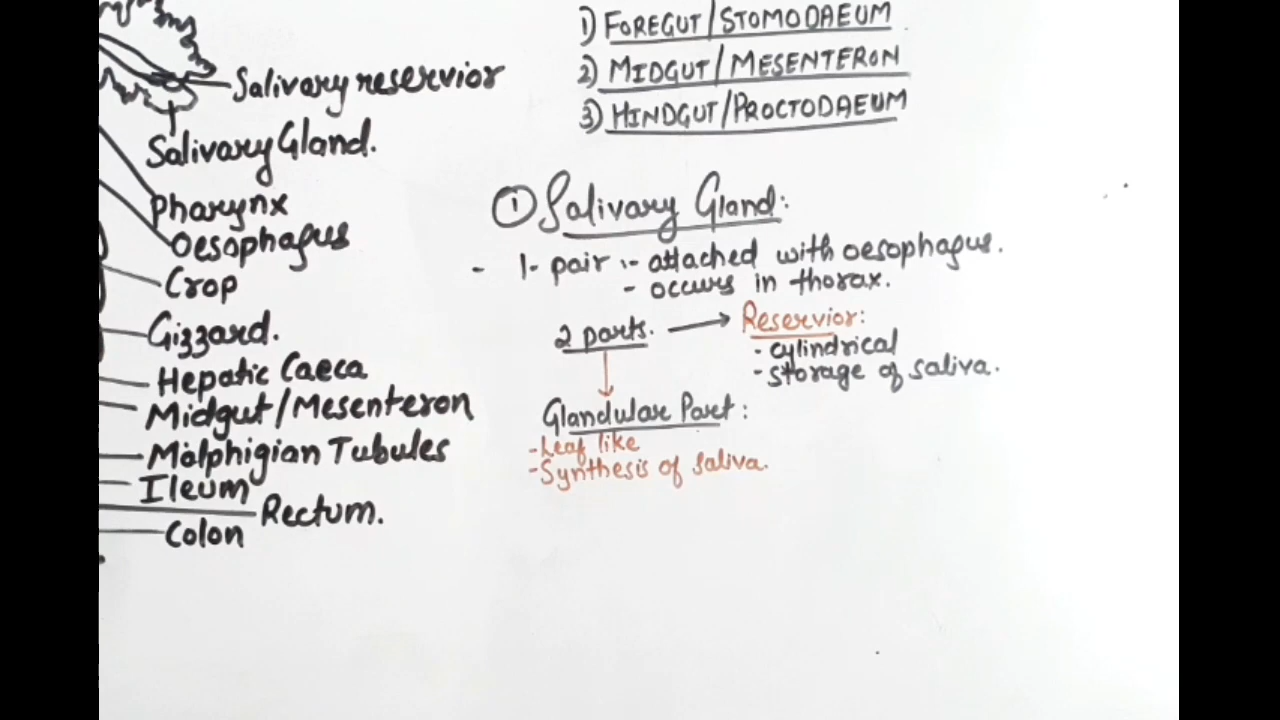 Salivary reservior
Salivary Gland.
Pharynx
Oesophagus
Crop
Gizzard.
Hepatic Caeca
Midgut/Mesenteron
Malphigian Tubules
Ileum
Rectum.
Colon
1) FOREGUT/STOMODAEUM
2) MIDGUT/MESENTERON
3) HINDGUT/PROCTODAEUM
① Salivary Gland:
- 1- pair :- attached with oesophagus.
- occurs in thorax.
2 parts. → Reservior:
- cylindrical
- storage of saliva.
Glandular Part:
- Leaf like
- Synthesis of saliva.